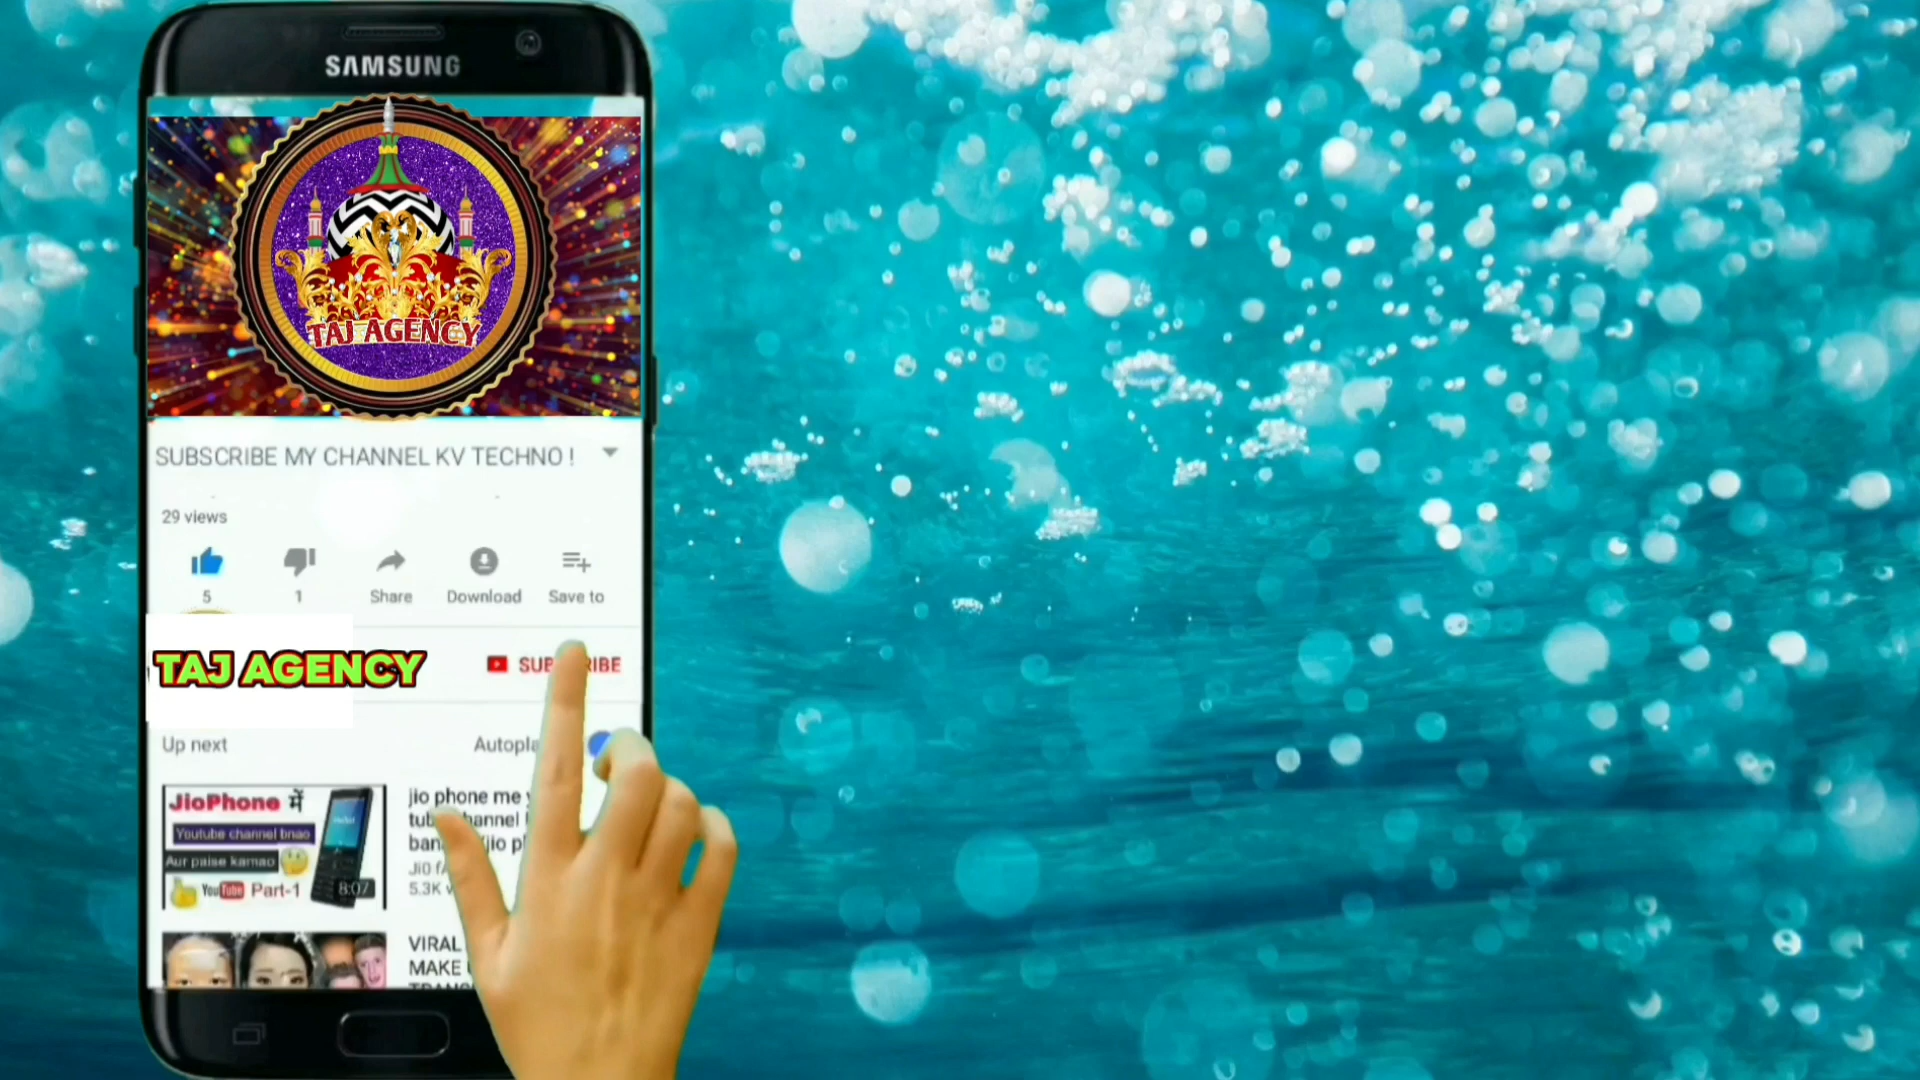 SAMSUNG
TAJ AGENCY
SUBSCRIBE MY CHANNEL KV TECHNO !
29 views
5
1
Share
Download
Save to
TAJ AGENCY
Up next
JioPhone में
Youtube channel bnao
Aur paise kamao
YouTube Part-1
8:07
jio phone me
5.3K
VIRAL
MAKE